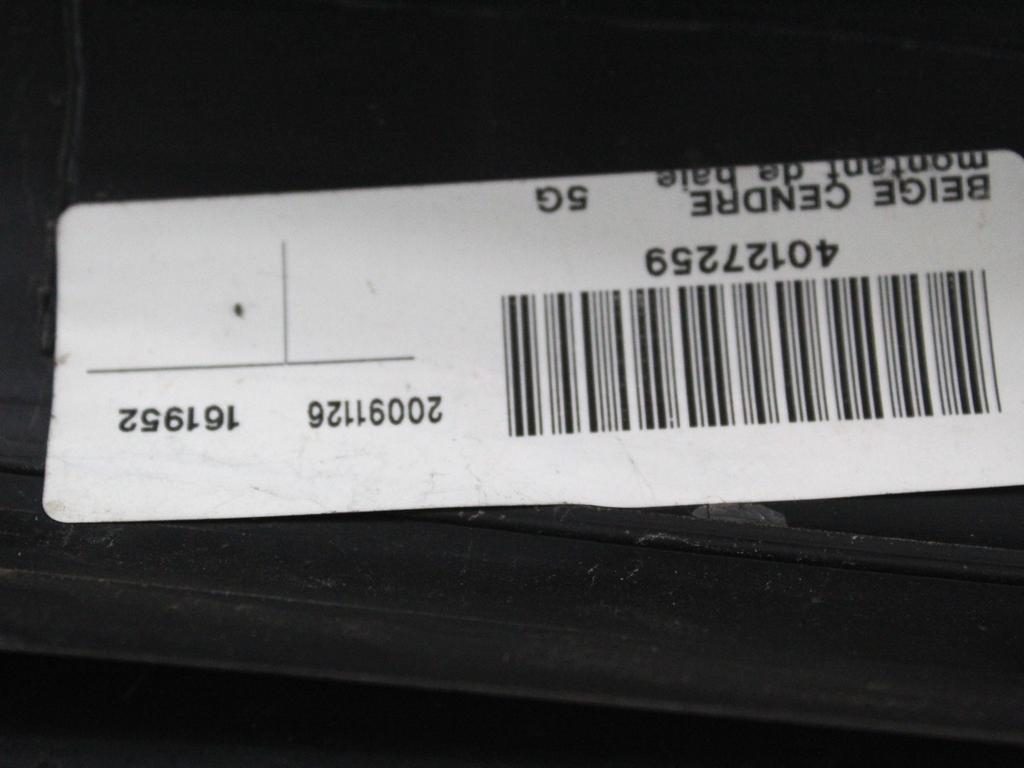 20091126 161952
40127259
BEIGE CENDRE 5G
montant de baie